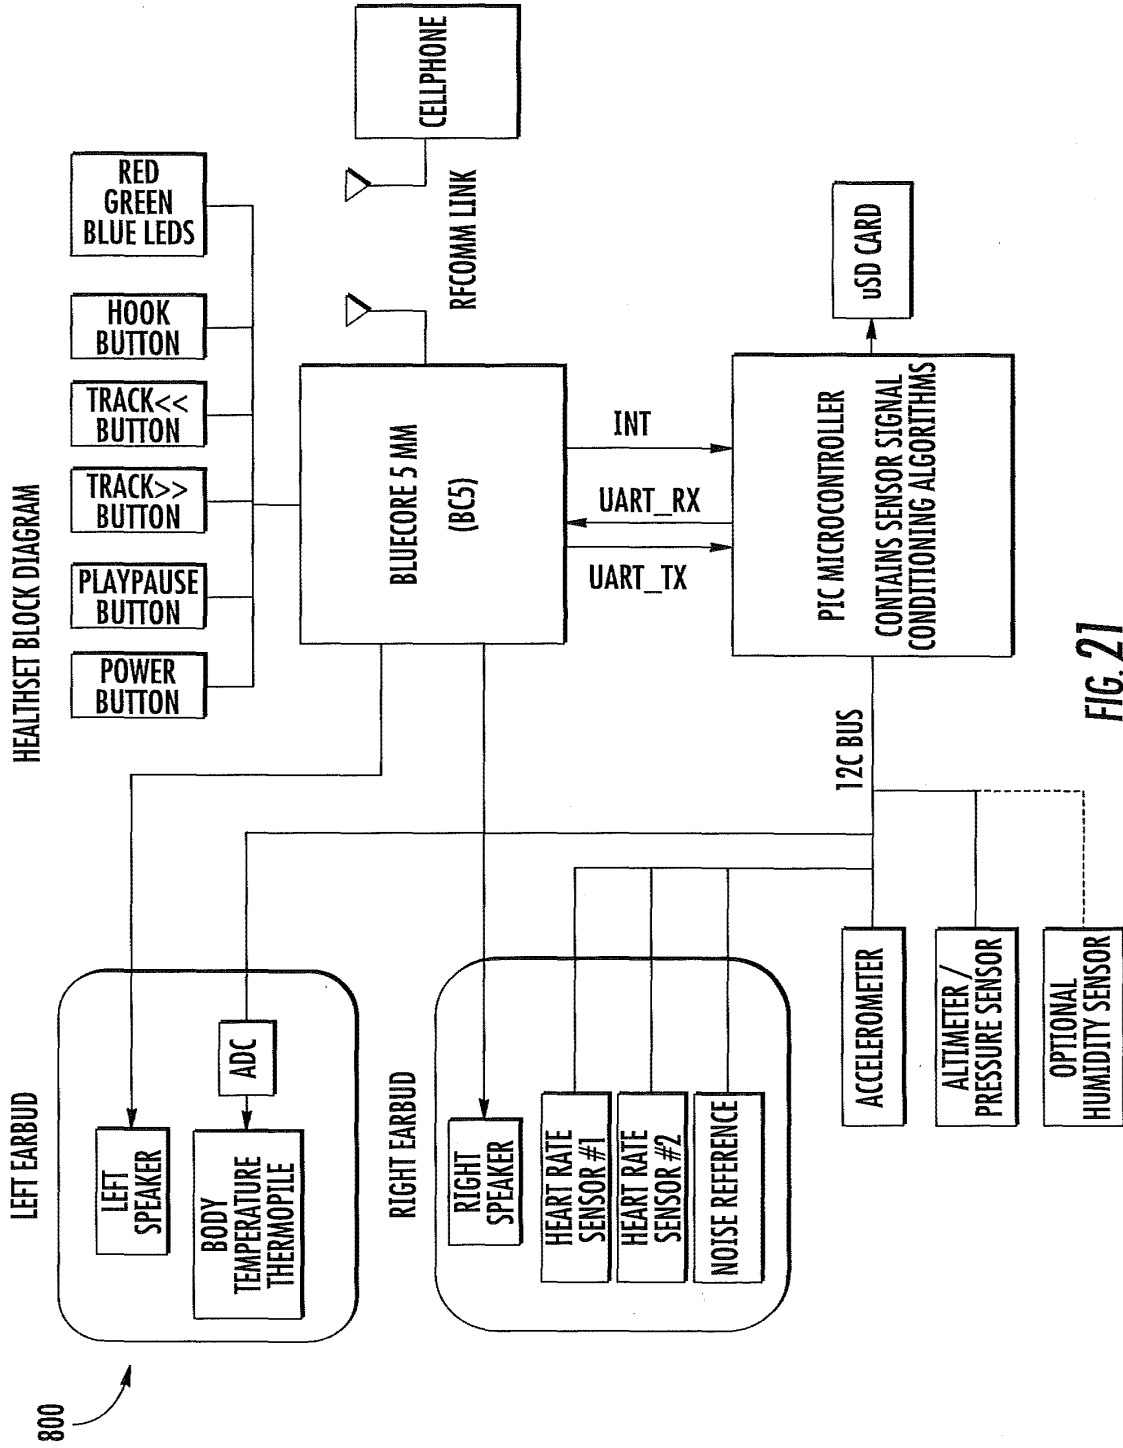 HEALTHSET BLOCK DIAGRAM
800
LEFT EARBUD
LEFT
SPEAKER
BODY
TEMPERATURE
THERMOPILE
ADC
RIGHT EARBUD
RIGHT
SPEAKER
HEART RATE
SENSOR #1
HEART RATE
SENSOR #2
NOISE REFERENCE
ACCELEROMETER
ALTIMETER/
PRESSURE SENSOR
OPTIONAL
HUMIDITY SENSOR
12C BUS
POWER
BUTTON
PLAYPAUSE
BUTTON
TRACK>>
BUTTON
TRACK<<
BUTTON
HOOK
BUTTON
RED
GREEN
BLUE LEDS
BLUECORE 5 MM
(BC5)
UART_TX
UART_RX
INT
PIC MICROCONTROLLER
CONTAINS SENSOR SIGNAL
CONDITIONING ALGORITHMS
RFCOMM LINK
CELLPHONE
uSD CARD
FIG. 21